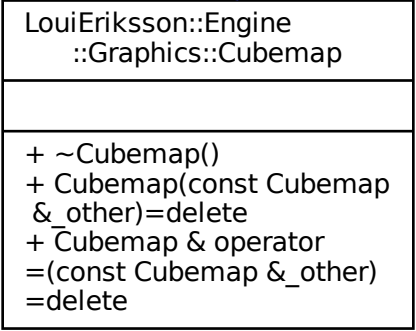 LouiEriksson::Engine
::Graphics::Cubemap
+ ~Cubemap()
+ Cubemap(const Cubemap
&_other)=delete
+ Cubemap & operator
=(const Cubemap &_other)
=delete